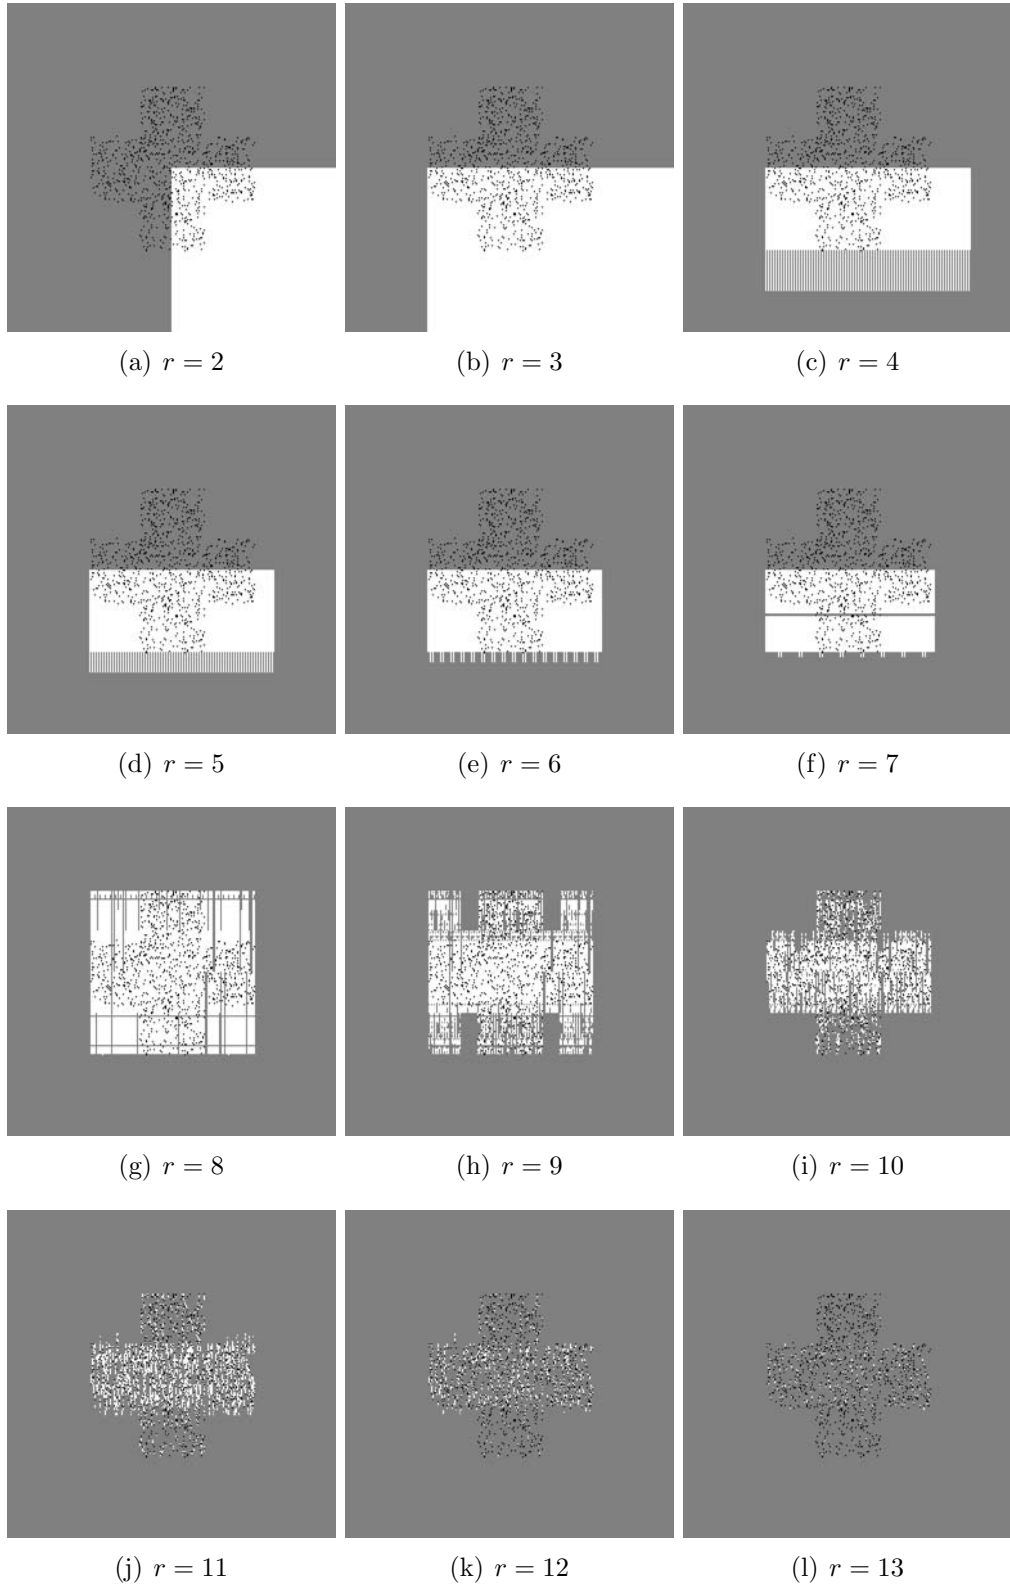 (a) r = 2
(b) r = 3
(c) r = 4
(d) r = 5
(e) r = 6
(f) r = 7
(g) r = 8
(h) r = 9
(i) r = 10
(j) r = 11
(k) r = 12
(l) r = 13